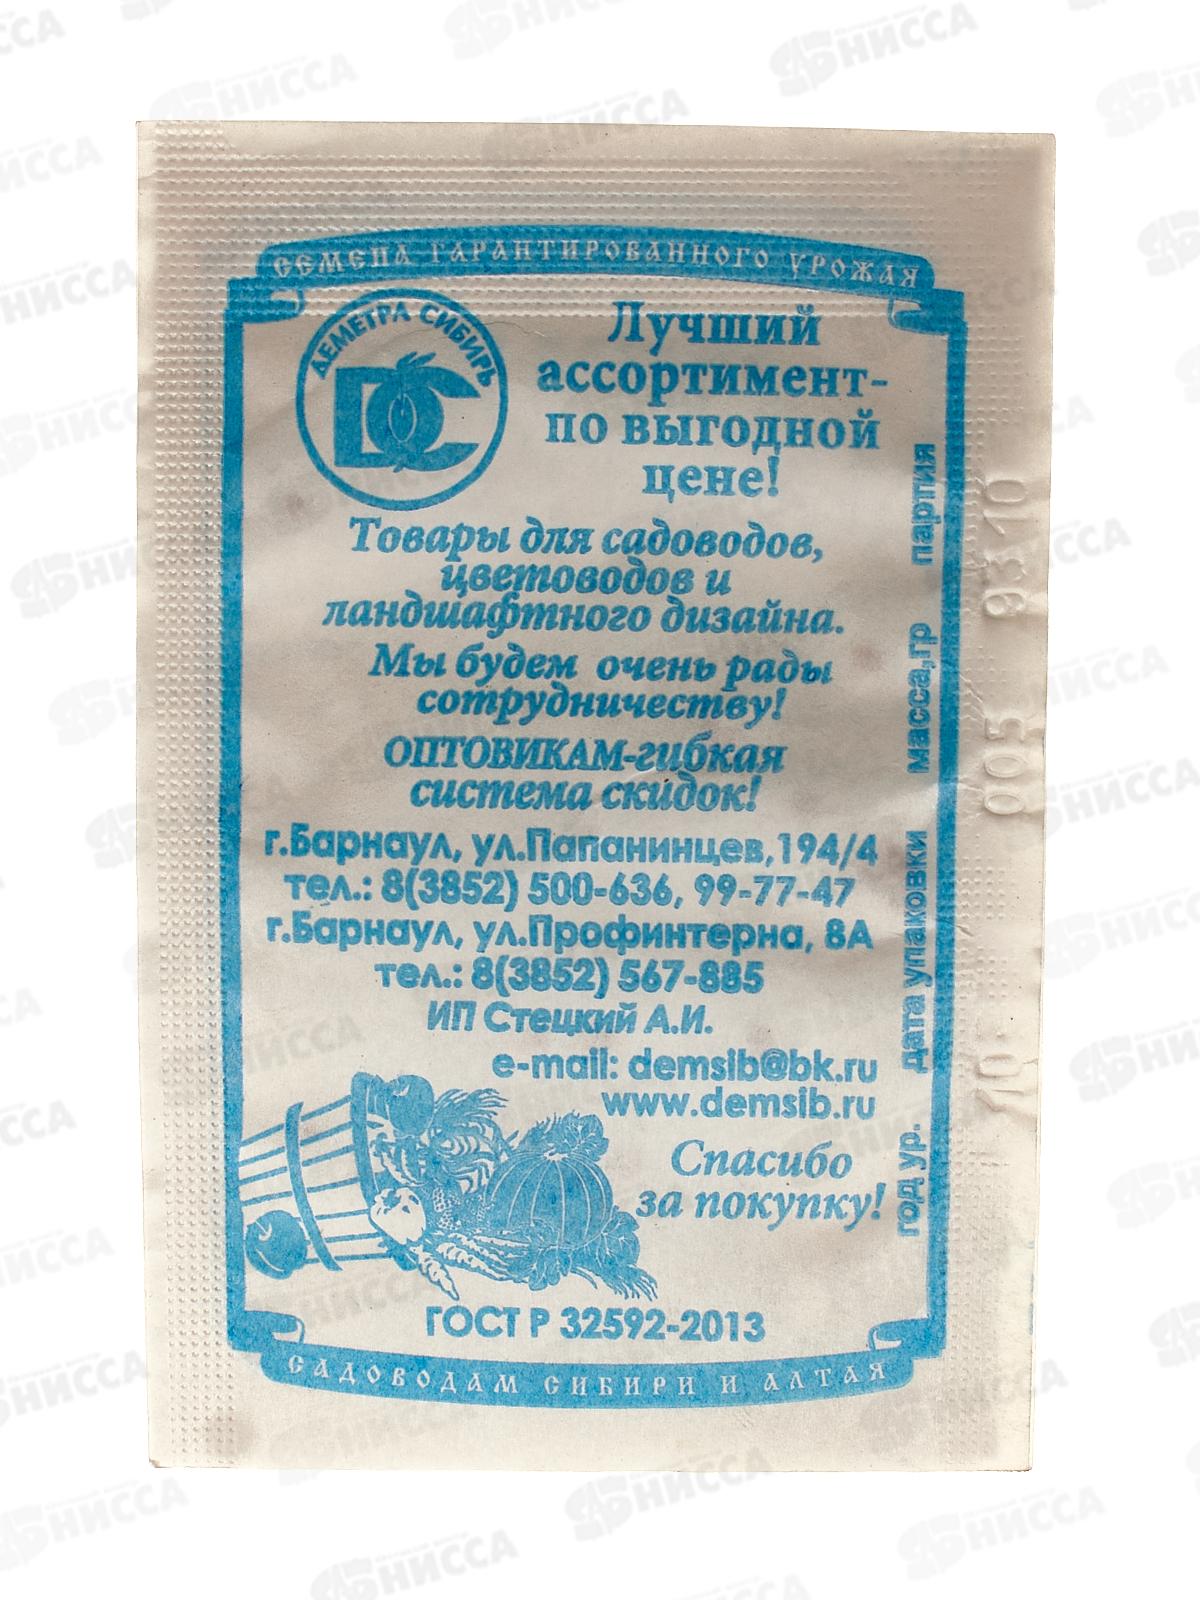 СЕМЕНА ГАРАНТИРОВАННОГО УРОЖАЯ
ДЕМЕТРА СИБИРЬ
ДС
Лучший
ассортимент-
по выгодной
цене!
Товары для садоводов,
цветоводов и
ландшафтного дизайна.
Мы будем очень рады
сотрудничеству!
ОПТОВИКАМ-гибкая
система скидок!
г.Барнаул, ул.Папанинцев,194/4
тел.: 8(3852) 500-636, 99-77-47
г.Барнаул, ул.Профинтерна, 8А
тел.: 8(3852) 567-885
ИП Стецкий А.И.
e-mail: demsib@bk.ru
www.demsib.ru
Спасибо
за покупку!
ГОСТ Р 32592-2013
САДОВОДАМ СИБИРИ И АЛТАЯ
год ур. дата упаковки масса,гр партия
005 9310
НИССА